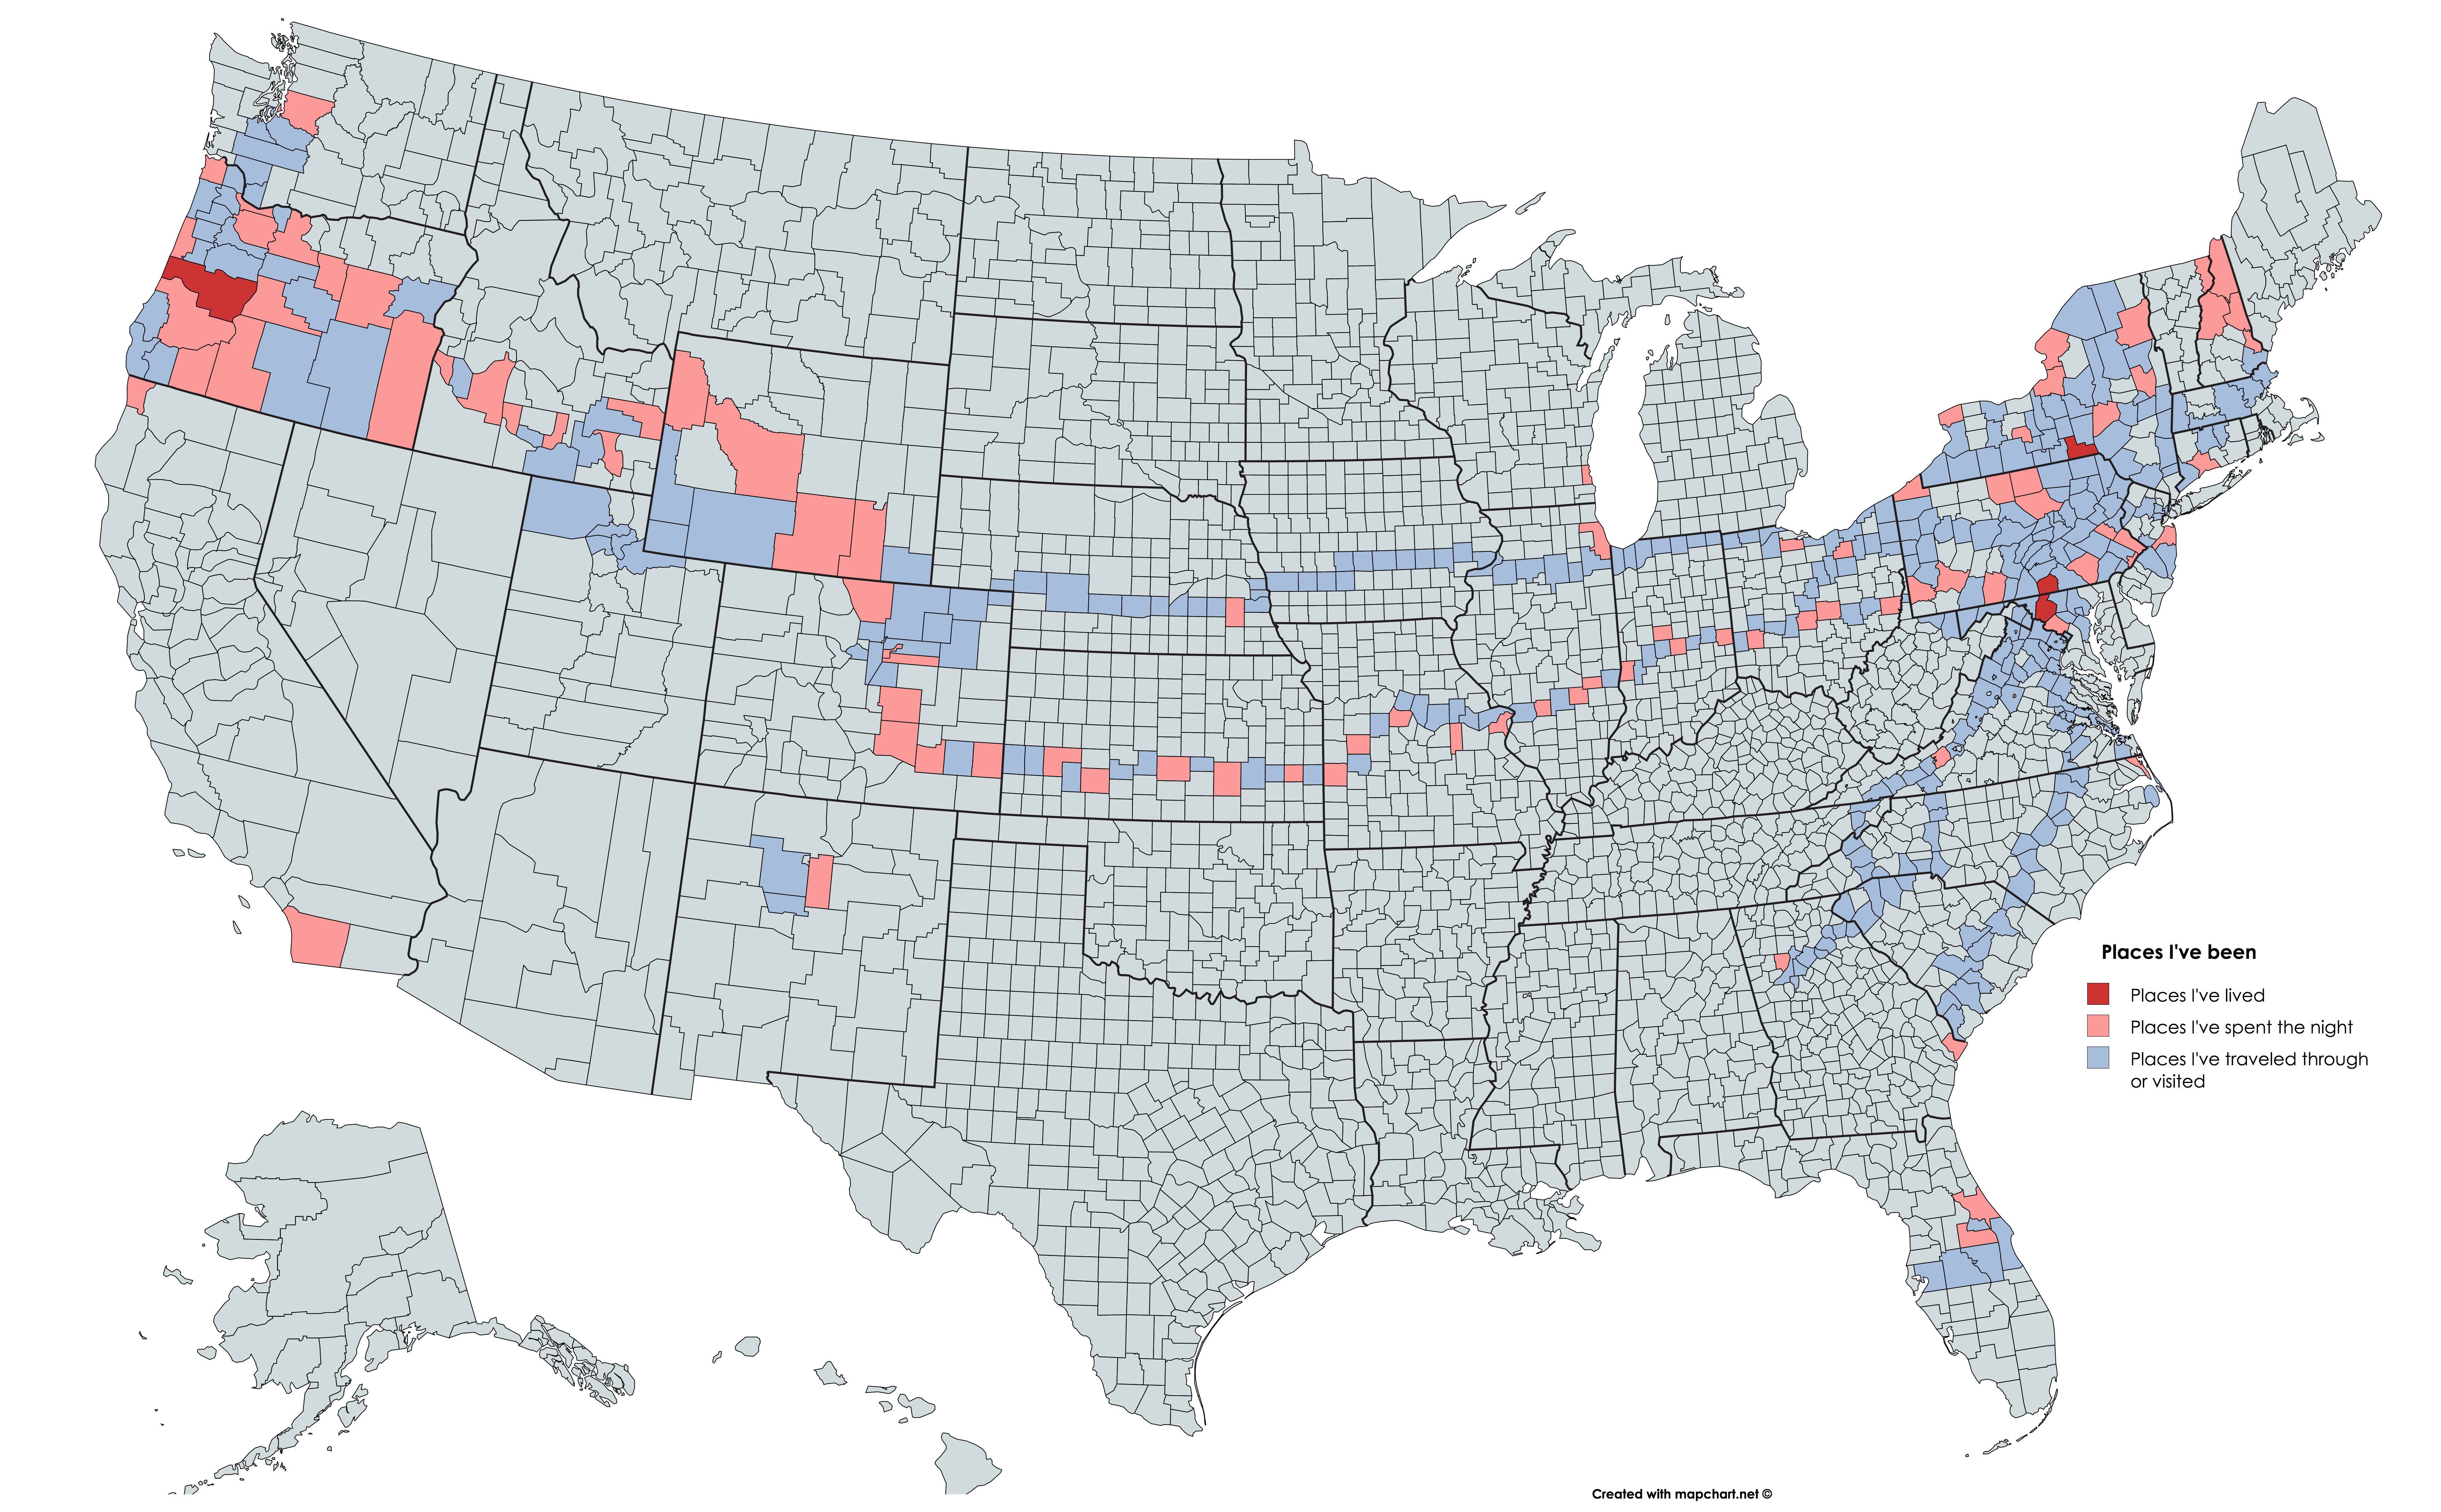 Places I've been
Places I've lived
Places I've spent the night
Places I've traveled through
or visited
Created with mapchart.net ©